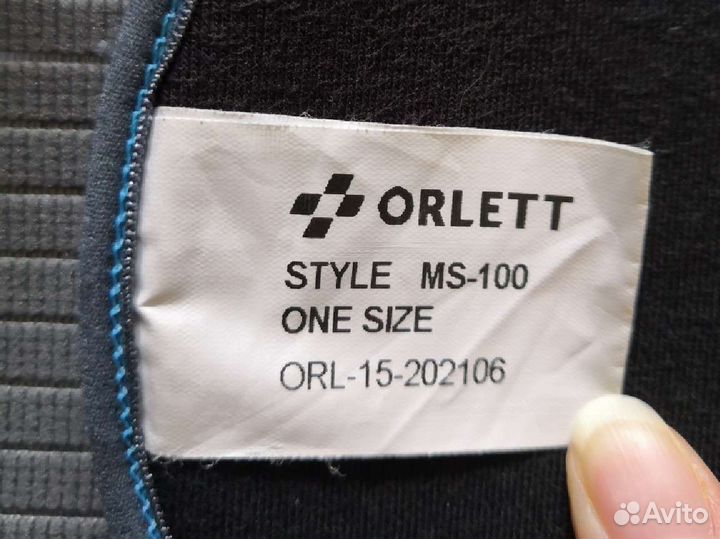 ORLETT
STYLE MS-100
ONE SIZE
ORL-15-202106
Avito